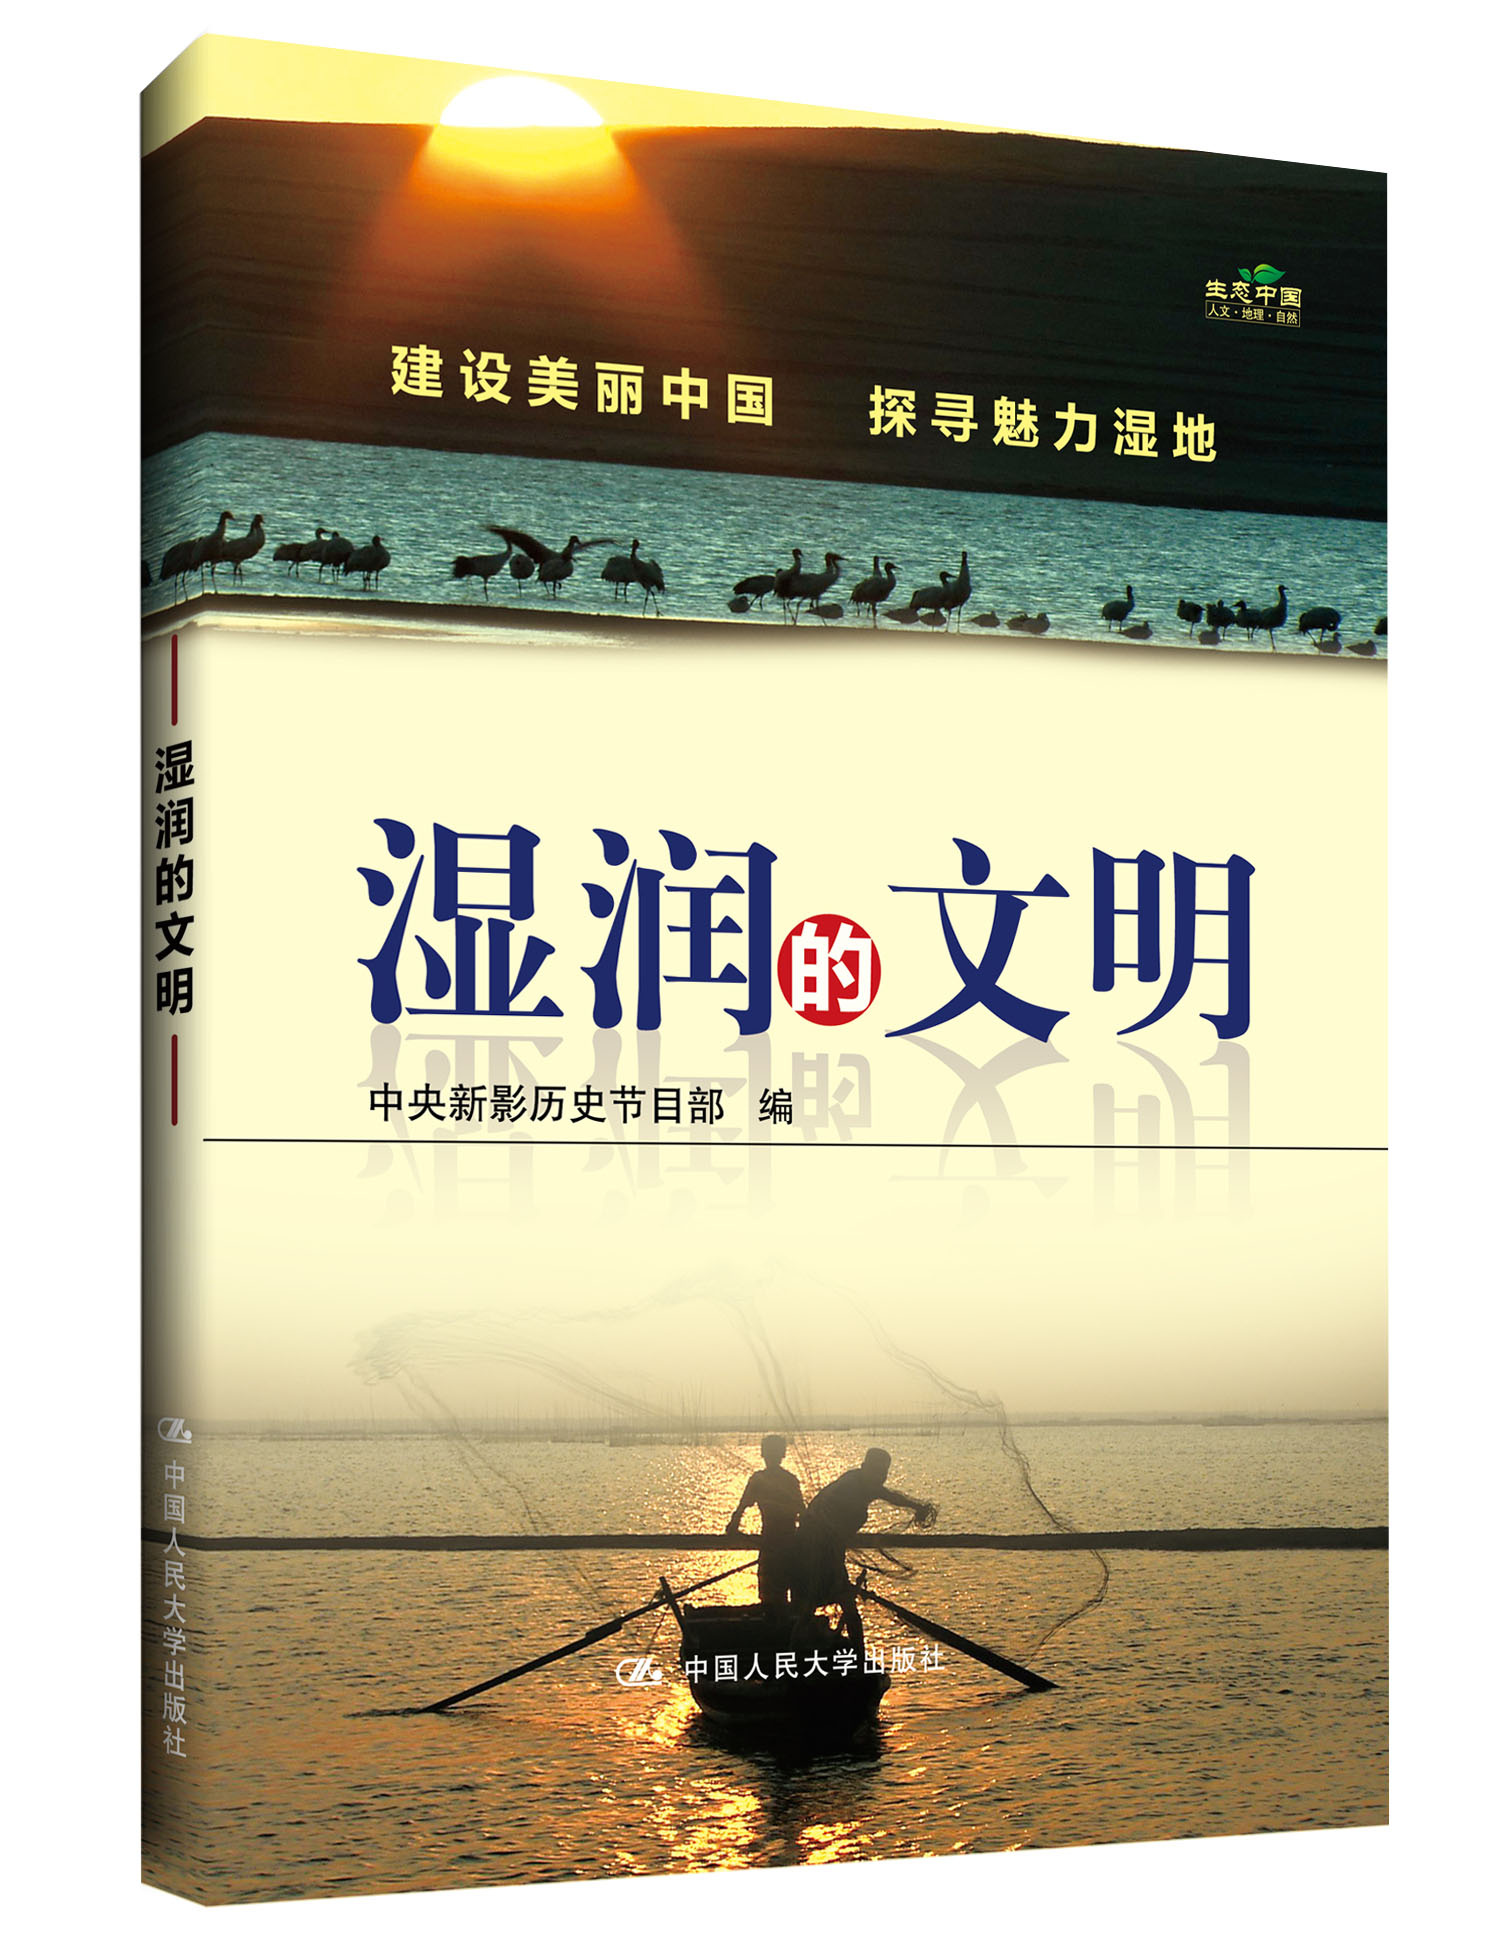 生态中国
人文·地理·自然
建设美丽中国 探寻魅力湿地
湿润的文明
中央新影历史节目部 编
中国人民大学出版社
湿润的文明
中国人民大学出版社